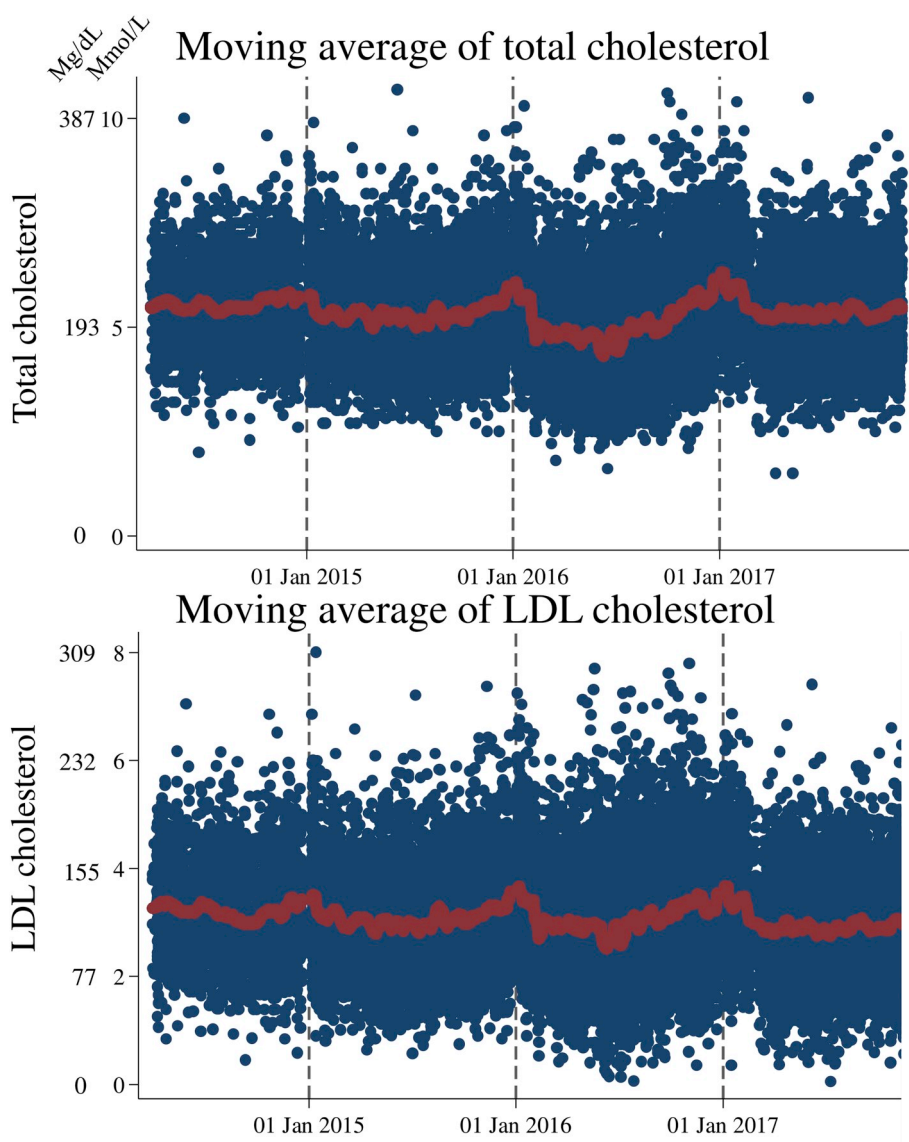 Mg/dL
Mmol/L
Moving average of total cholesterol
387 10
Total cholesterol
193 5
0 0
01 Jan 2015 01 Jan 2016 01 Jan 2017
Moving average of LDL cholesterol
309 8
232 6
LDL cholesterol
155 4
77 2
0 0
01 Jan 2015 01 Jan 2016 01 Jan 2017